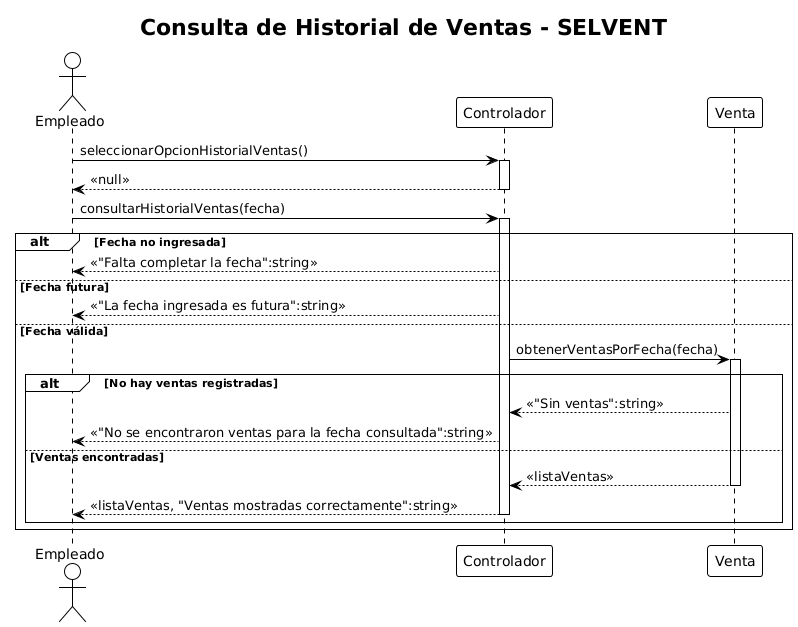 Consulta de Historial de Ventas - SELVENT
Empleado
Controlador
Venta
seleccionarOpcionHistorialVentas()
«null»
consultarHistorialVentas(fecha)
alt [Fecha no ingresada]
«"Falta completar la fecha":string»
[Fecha futura]
«"La fecha ingresada es futura":string»
[Fecha válida]
obtenerVentasPorFecha(fecha)
alt [No hay ventas registradas]
«"Sin ventas":string»
«"No se encontraron ventas para la fecha consultada":string»
[Ventas encontradas]
«listaVentas»
«listaVentas, "Ventas mostradas correctamente":string»
Empleado
Controlador
Venta